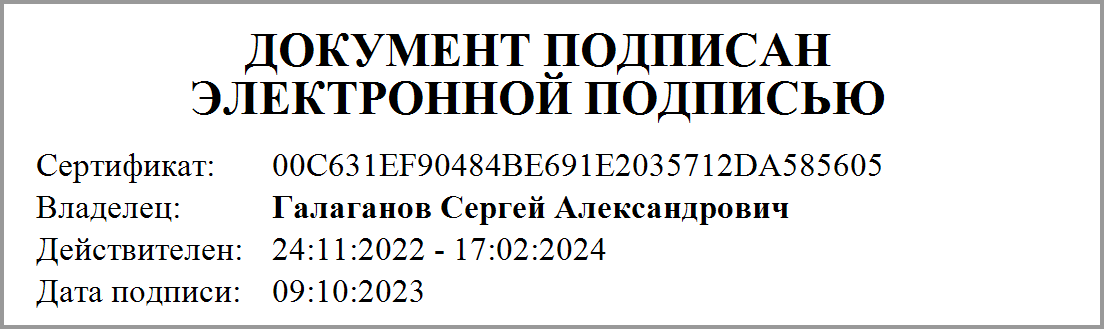 ДОКУМЕНТ ПОДПИСАН
ЭЛЕКТРОННОЙ ПОДПИСЬЮ
Сертификат: 00C631EF90484BE691E2035712DA585605
Владелец: Галаганов Сергей Александрович
Действителен: 24:11:2022 - 17:02:2024
Дата подписи: 09:10:2023